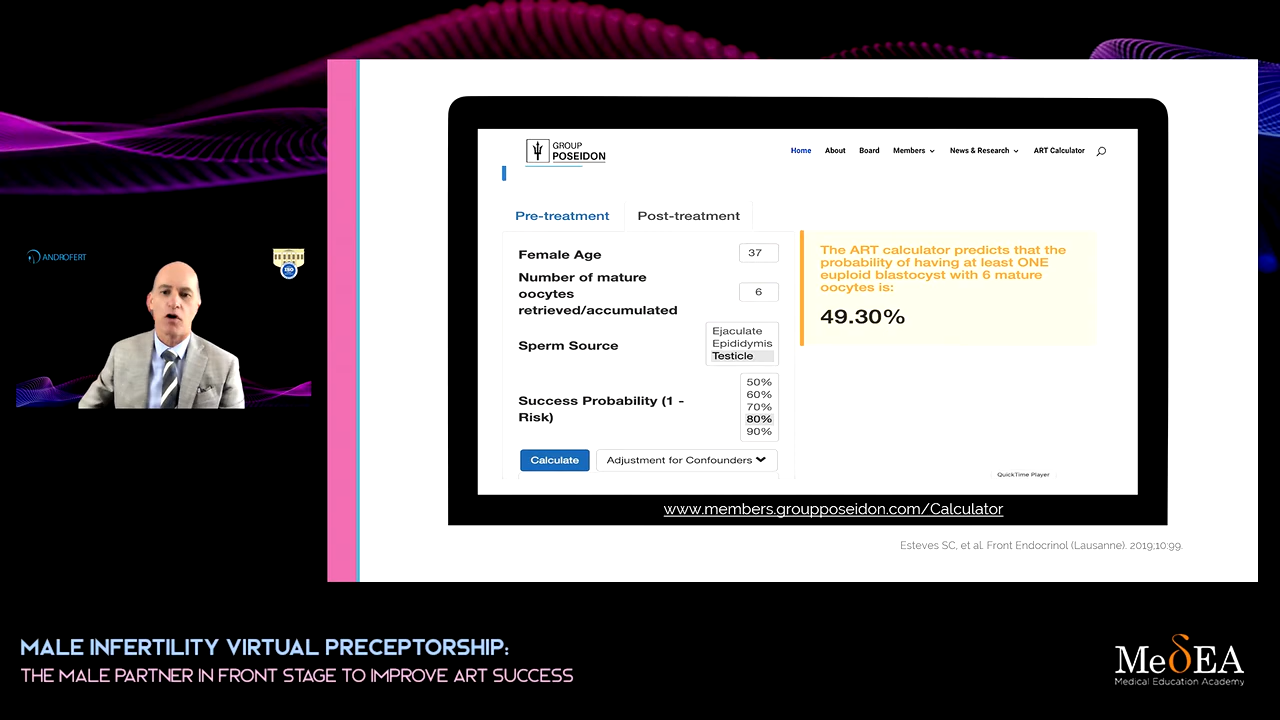 ANDROFERT
ISO
GROUP
POSEIDON
Home About Board Members News & Research ART Calculator
Pre-treatment Post-treatment
Female Age 37
Number of mature
oocytes
retrieved/accumulated 6
Sperm Source
Ejaculate
Epididymis
Testicle
Success Probability (1 -
Risk)
50%
60%
70%
80%
90%
Calculate Adjustment for Confounders
The ART calculator predicts that the
probability of having at least ONE
euploid blastocyst with 6 mature
oocytes is:
49.30%
QuickTime Player
www.members.groupposeidon.com/Calculator
Esteves SC, et al. Front Endocrinol (Lausanne). 2019;10:99.
MALE INFERTILITY VIRTUAL PRECEPTORSHIP:
THE MALE PARTNER IN FRONT STAGE TO IMPROVE ART SUCCESS
MeδEA
Medical Education Academy